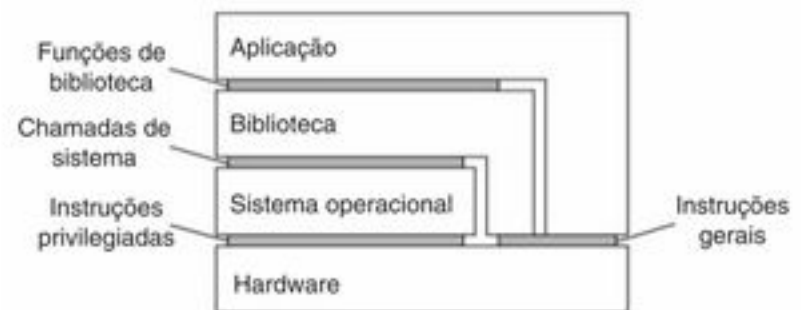 Funções de
biblioteca
Aplicação
Chamadas de
sistema
Biblioteca
Instruções
privilegiadas
Sistema operacional
Instruções
gerais
Hardware